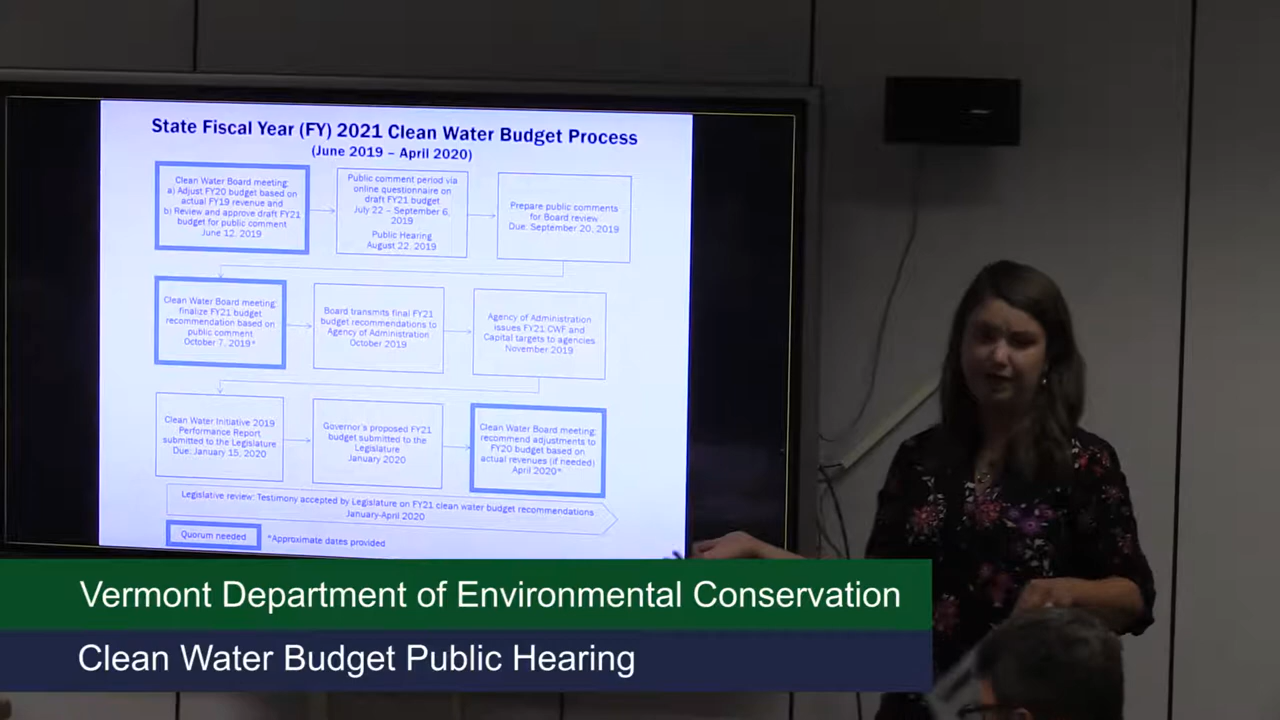 State Fiscal Year (FY) 2021 Clean Water Budget Process
(June 2019 – April 2020)
Clean Water Board meeting:
a) Adjust FY20 budget based on
actual FY19 revenue and
b) Review and approve draft FY21
budget for public comment
June 12, 2019
Public comment period via
online questionnaire on
draft FY21 budget
July 22 – September 6,
2019
Public Hearing
August 22, 2019
Prepare public comments
for Board review
Due: September 20, 2019
Clean Water Board meeting:
finalize FY21 budget
recommendation based on
public comment
October 7, 2019*
Board transmits final FY21
budget recommendations to
Agency of Administration
October 2019
Agency of Administration
issues FY21 CWF and
Capital targets to agencies
November 2019
Clean Water Initiative 2019
Performance Report
submitted to the Legislature
Due: January 15, 2020
Governor's proposed FY21
budget submitted to the
Legislature
January 2020
Clean Water Board meeting:
recommend adjustments to
FY20 budget based on
actual revenues (if needed)
April 2020*
Legislative review: Testimony accepted by Legislature on FY21 clean water budget recommendations
January-April 2020
Quorum needed
*Approximate dates provided
Vermont Department of Environmental Conservation
Clean Water Budget Public Hearing